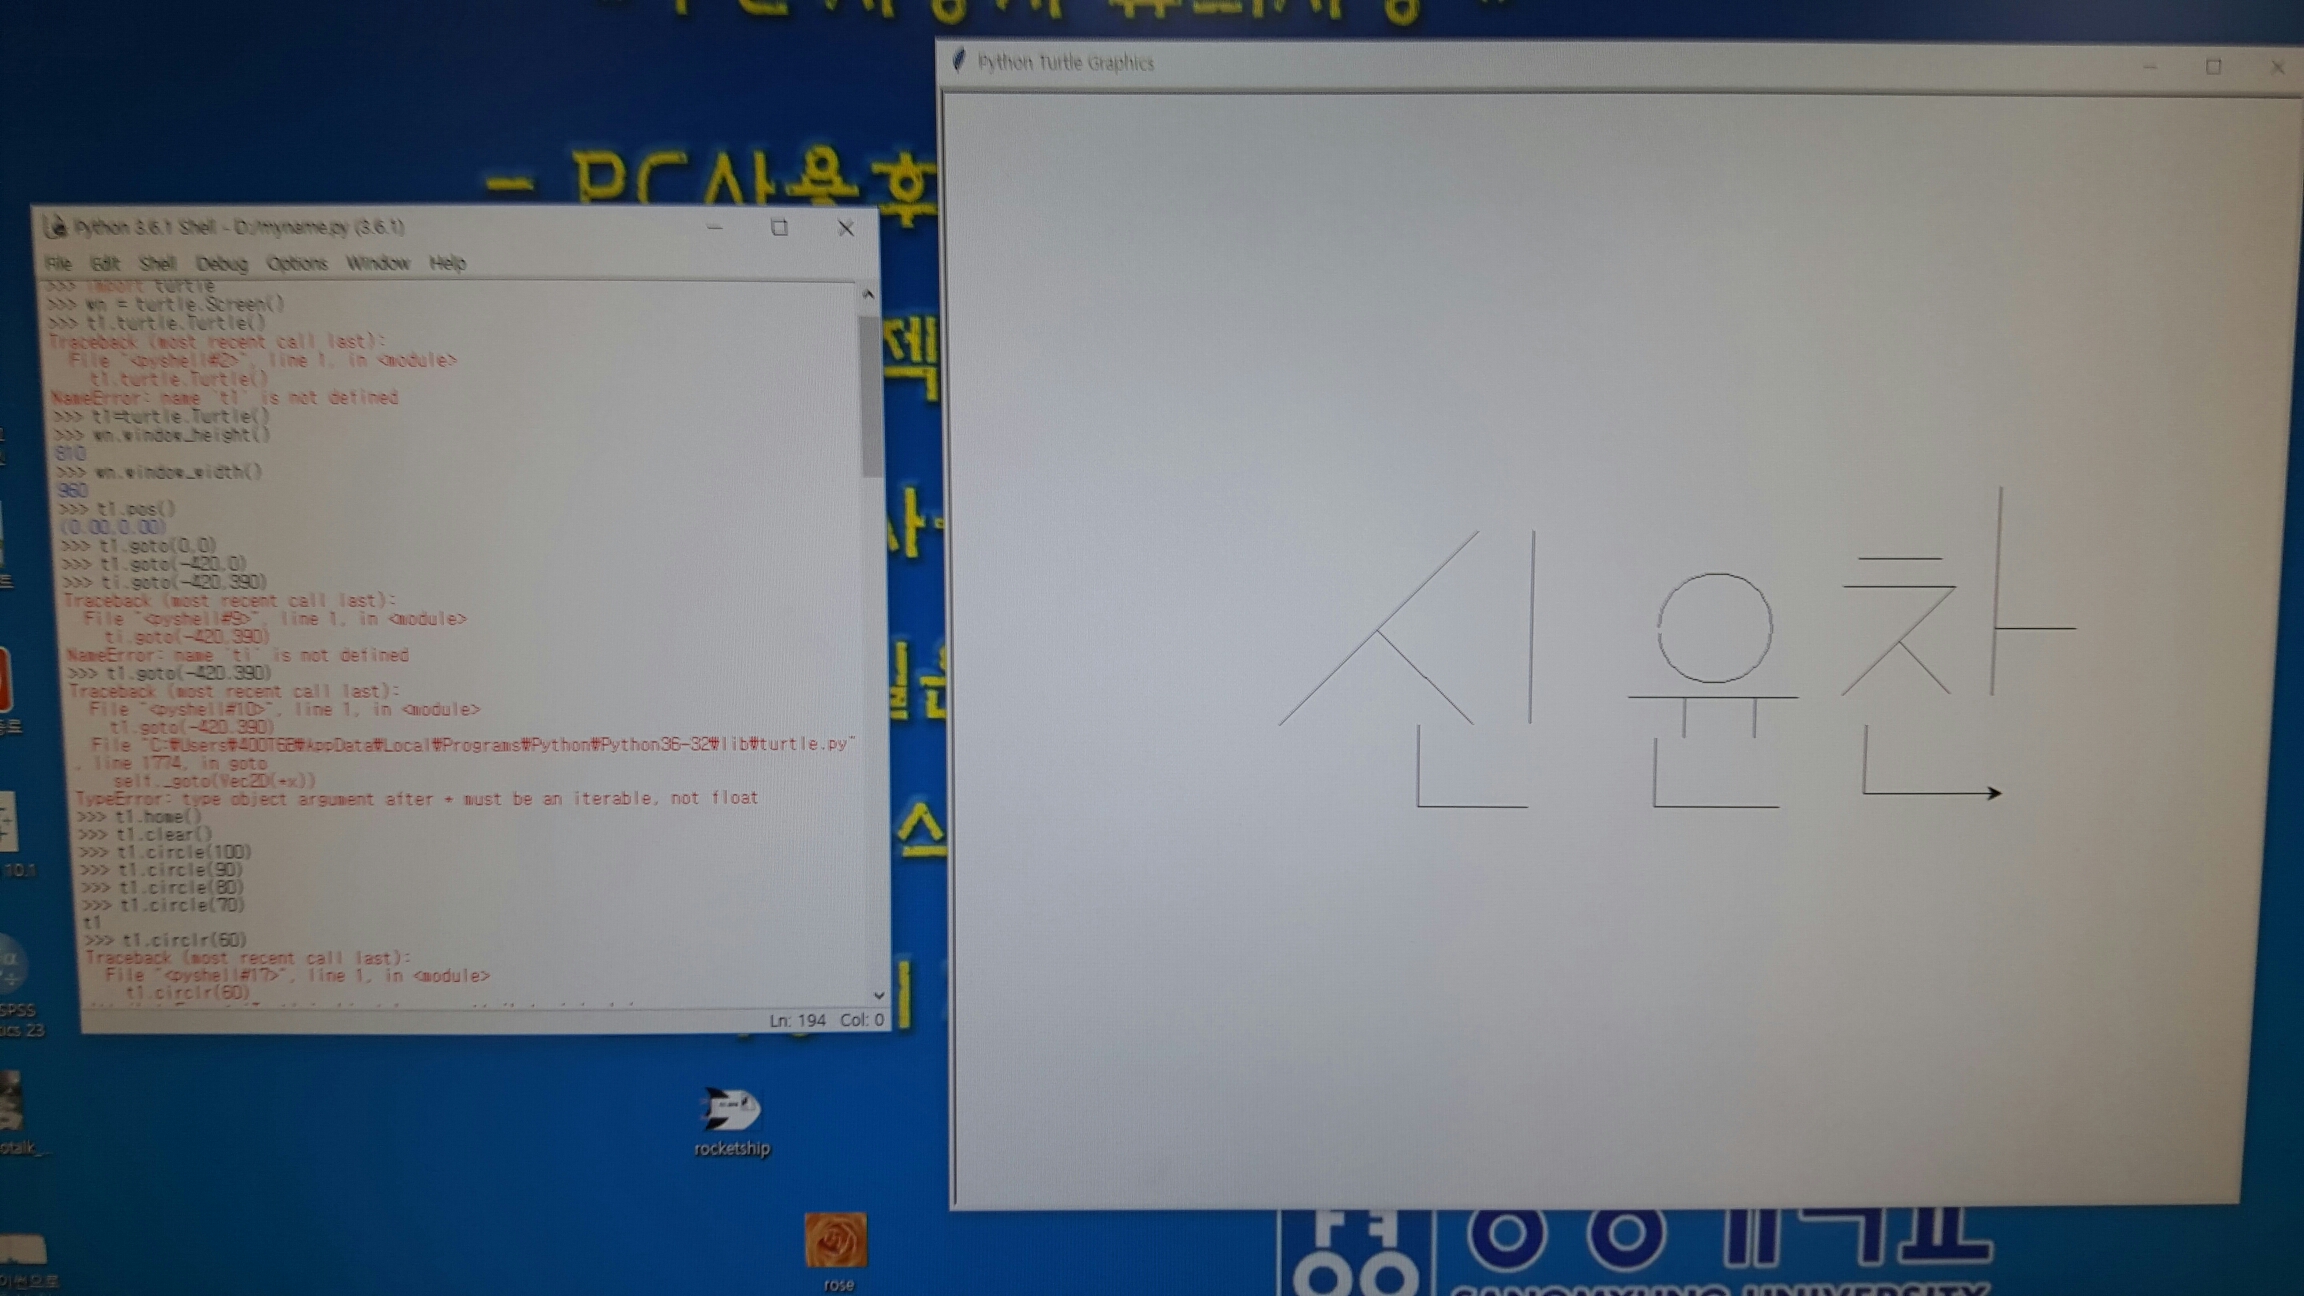 - PC사용후
Python Turtle Graphics
Python 3.6.1 Shell - D:/myname.py (3.6.1)
File Edit Shell Debug Options Window Help
>>> import turtle
>>> wn = turtle.Screen()
>>> t1.turtle.Turtle()
Traceback (most recent call last):
File "<pyshell#2>", line 1, in <module>
t1.turtle.Turtle()
NameError: name 't1' is not defined
>>> t1=turtle.Turtle()
>>> wn.window_height()
810
>>> wn.window_width()
960
>>> t1.pos()
(0.00,0.00)
>>> t1.goto(0,0)
>>> t1.goto(-420,0)
>>> ti.goto(-420,390)
Traceback (most recent call last):
File "<pyshell#9>", line 1, in <module>
ti.goto(-420,390)
NameError: name 'ti' is not defined
>>> t1.goto(-420.390)
Traceback (most recent call last):
File "<pyshell#10>", line 1, in <module>
t1.goto(-420.390)
File "C:₩Users₩4DDT6B₩AppData₩Local₩Programs₩Python₩Python36-32₩lib₩turtle.py"
, line 1774, in goto
self._goto(Vec2D(*x))
TypeError: type object argument after * must be an iterable, not float
>>> t1.home()
>>> t1.clear()
>>> t1.circle(100)
>>> t1.circle(90)
>>> t1.circle(80)
>>> t1.circle(70)
t1
>>> t1.circlr(60)
Traceback (most recent call last):
File "<pyshell#17>", line 1, in <module>
t1.circlr(60)
Ln: 194 Col: 0
신윤찬
10.1
SPSS
ics 23
otalk_...
rocketship
rose
SANGMYUNG UNIVERSITY